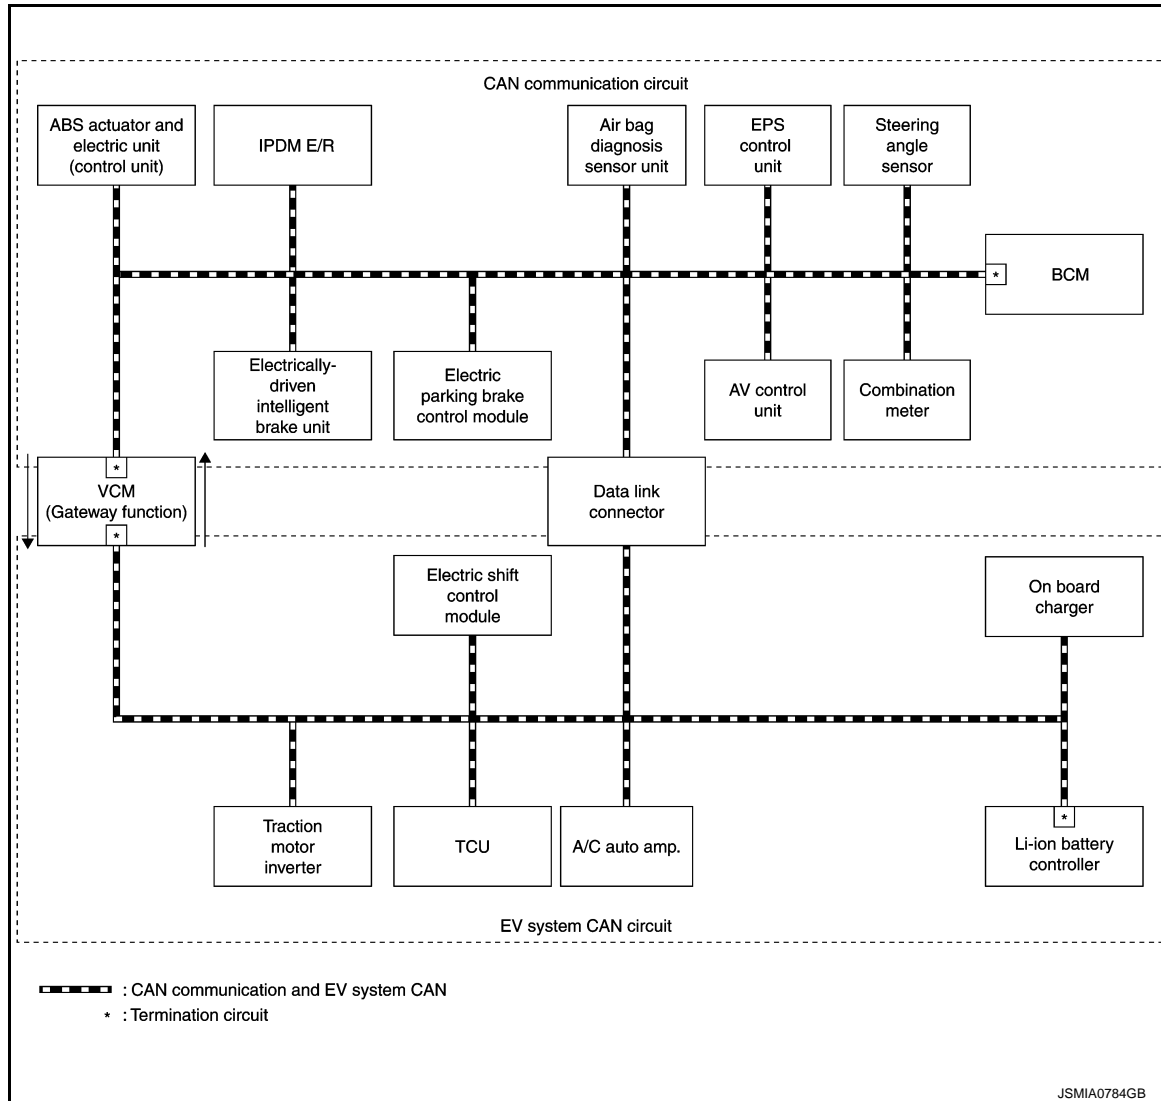 CAN communication circuit
ABS actuator and
electric unit
(control unit)
IPDM E/R
Air bag
diagnosis
sensor unit
EPS
control
unit
Steering
angle
sensor
* BCM
Electrically-
driven
intelligent
brake unit
Electric
parking brake
control module
AV control
unit
Combination
meter
*
VCM
(Gateway function)
*
Data link
connector
Electric shift
control
module
On board
charger
Traction
motor
inverter
TCU
A/C auto amp.
*
Li-ion battery
controller
EV system CAN circuit
: CAN communication and EV system CAN
* : Termination circuit
JSMIA0784GB